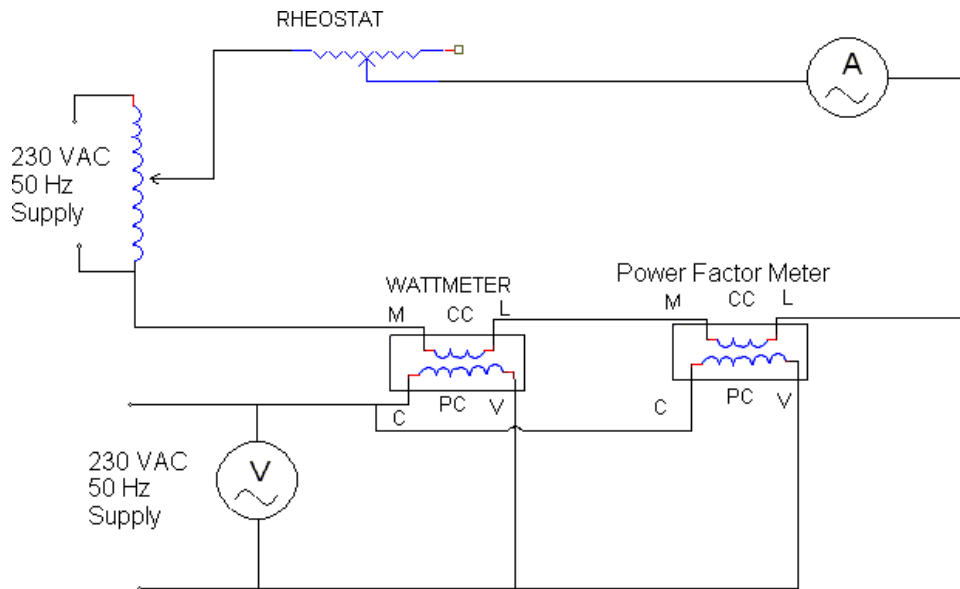 RHEOSTAT
A
230 VAC
50 Hz
Supply
Power Factor Meter
WATTMETER
M CC L
M CC L
C PC V
C PC V
230 VAC
50 Hz
Supply
V